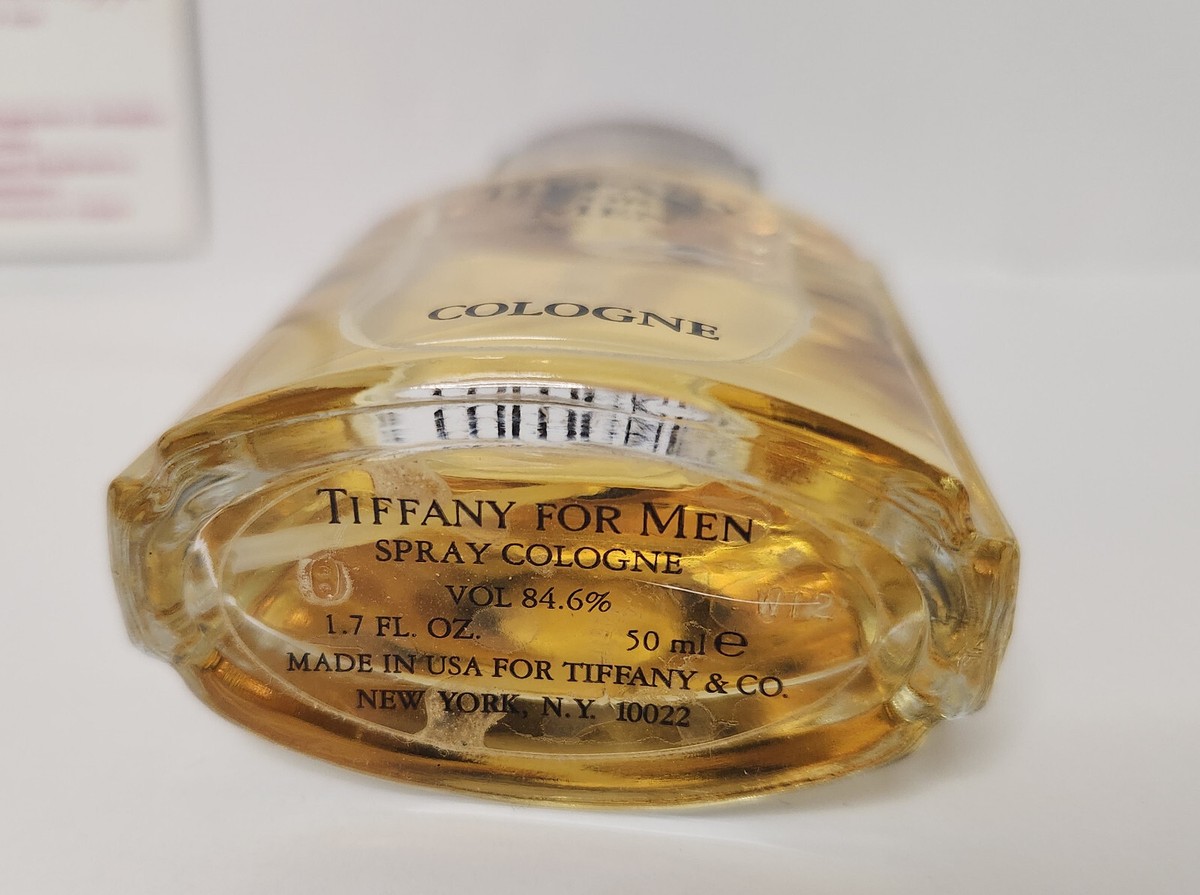 MEN
COLOGNE
TIFFANY FOR MEN
SPRAY COLOGNE
VOL 84.6%
1.7 FL. OZ. 50 ml e
MADE IN USA FOR TIFFANY & CO.
NEW YORK, N.Y. 10022